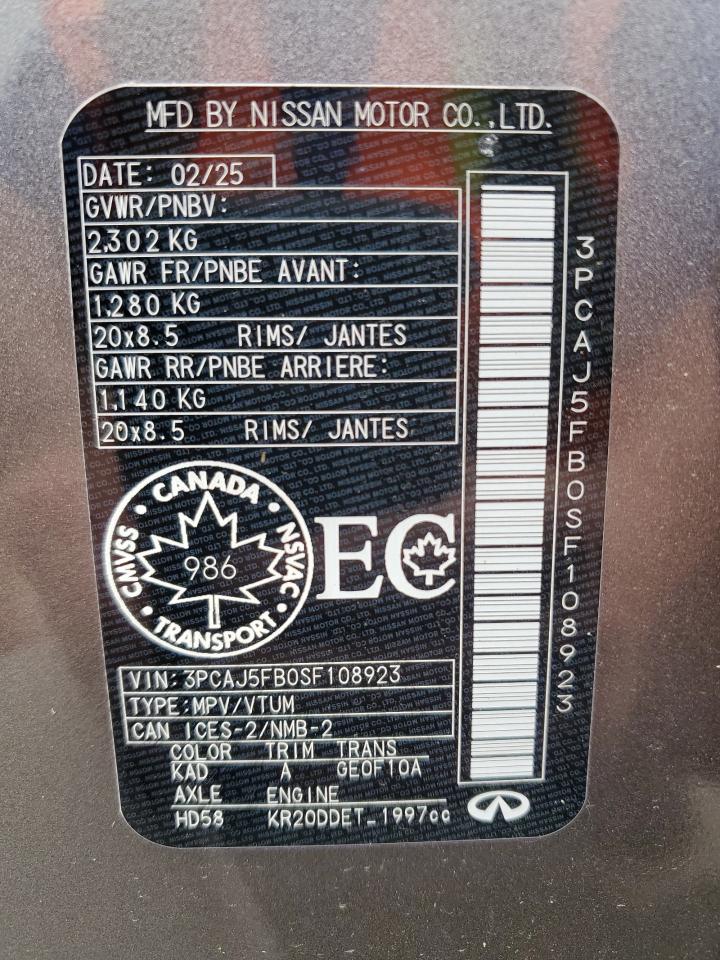 MFD BY NISSAN MOTOR CO.,LTD.
DATE: 02/25
GVWR/PNBV:
2,302 KG
GAWR FR/PNBE AVANT:
1,280 KG
20x8.5 RIMS/ JANTES
GAWR RR/PNBE ARRIERE:
1,140 KG
20x8.5 RIMS/ JANTES
CANADA
CMVSS 986 NSVAC
TRANSPORT
EC
VIN:3PCAJ5FB0SF108923
TYPE:MPV/VTUM
CAN ICES-2/NMB-2
COLOR TRIM TRANS
KAD A GE0F10A
AXLE ENGINE
HD58 KR20DDET_1997cc
3PCAJ5FB0SF108923